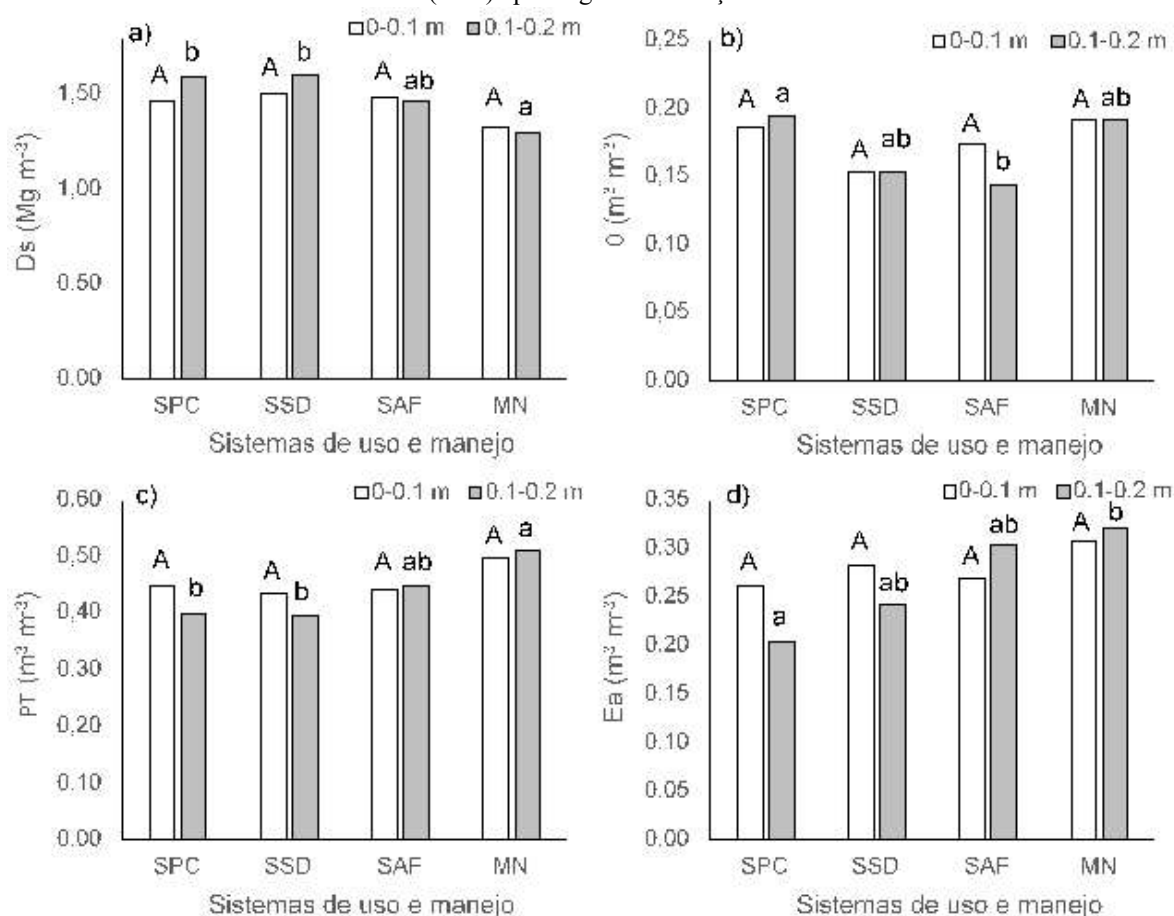 a)
0-0.1 m 0.1-0.2 m
Ds (Mg m⁻³)
1,50
1,00
0.50
0.00
A b A b A ab A a
SPC SSD SAF MN
Sistemas de uso e manejo
b)
0-0.1 m 0.1-0.2 m
0 (m³ m⁻³)
0,25
0,20
0,15
0,10
0,05
0.00
A a A ab A b A ab
SPC SSD SAF MN
Sistemas de uso e manejo
c)
0-0.1 m 0.1-0.2 m
PT (m³ m⁻³)
0.60
0,50
0,40
0,30
0,20
0.10
0.00
A b A b A ab A a
SPC SSD SAF MN
Sistemas de uso e manejo
d)
0-0.1 m 0.1-0.2 m
Ea (m³ m⁻³)
0.35
0.30
0.25
0.20
0.15
0.10
0.05
0.00
A a A ab A ab A b
SPC SSD SAF MN
Sistemas de uso e manejo